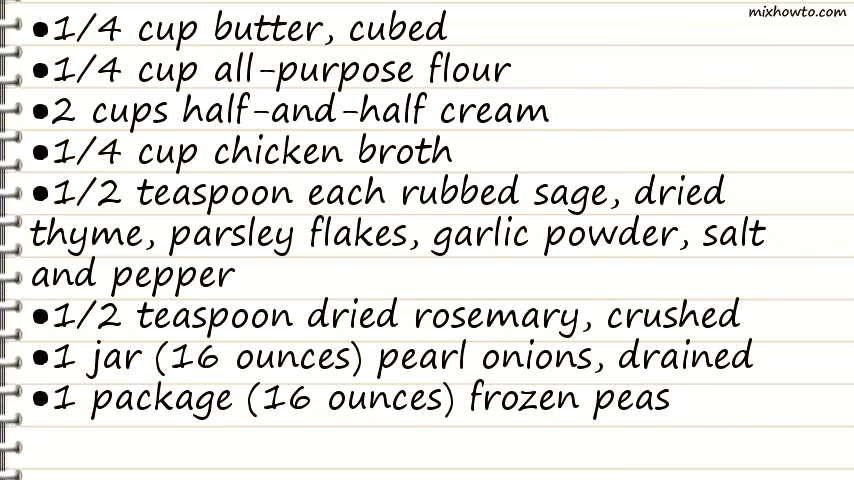 mixhowto.com
•1/4 cup butter, cubed
•1/4 cup all-purpose flour
•2 cups half-and-half cream
•1/4 cup chicken broth
•1/2 teaspoon each rubbed sage, dried
thyme, parsley flakes, garlic powder, salt
and pepper
•1/2 teaspoon dried rosemary, crushed
•1 jar (16 ounces) pearl onions, drained
•1 package (16 ounces) frozen peas